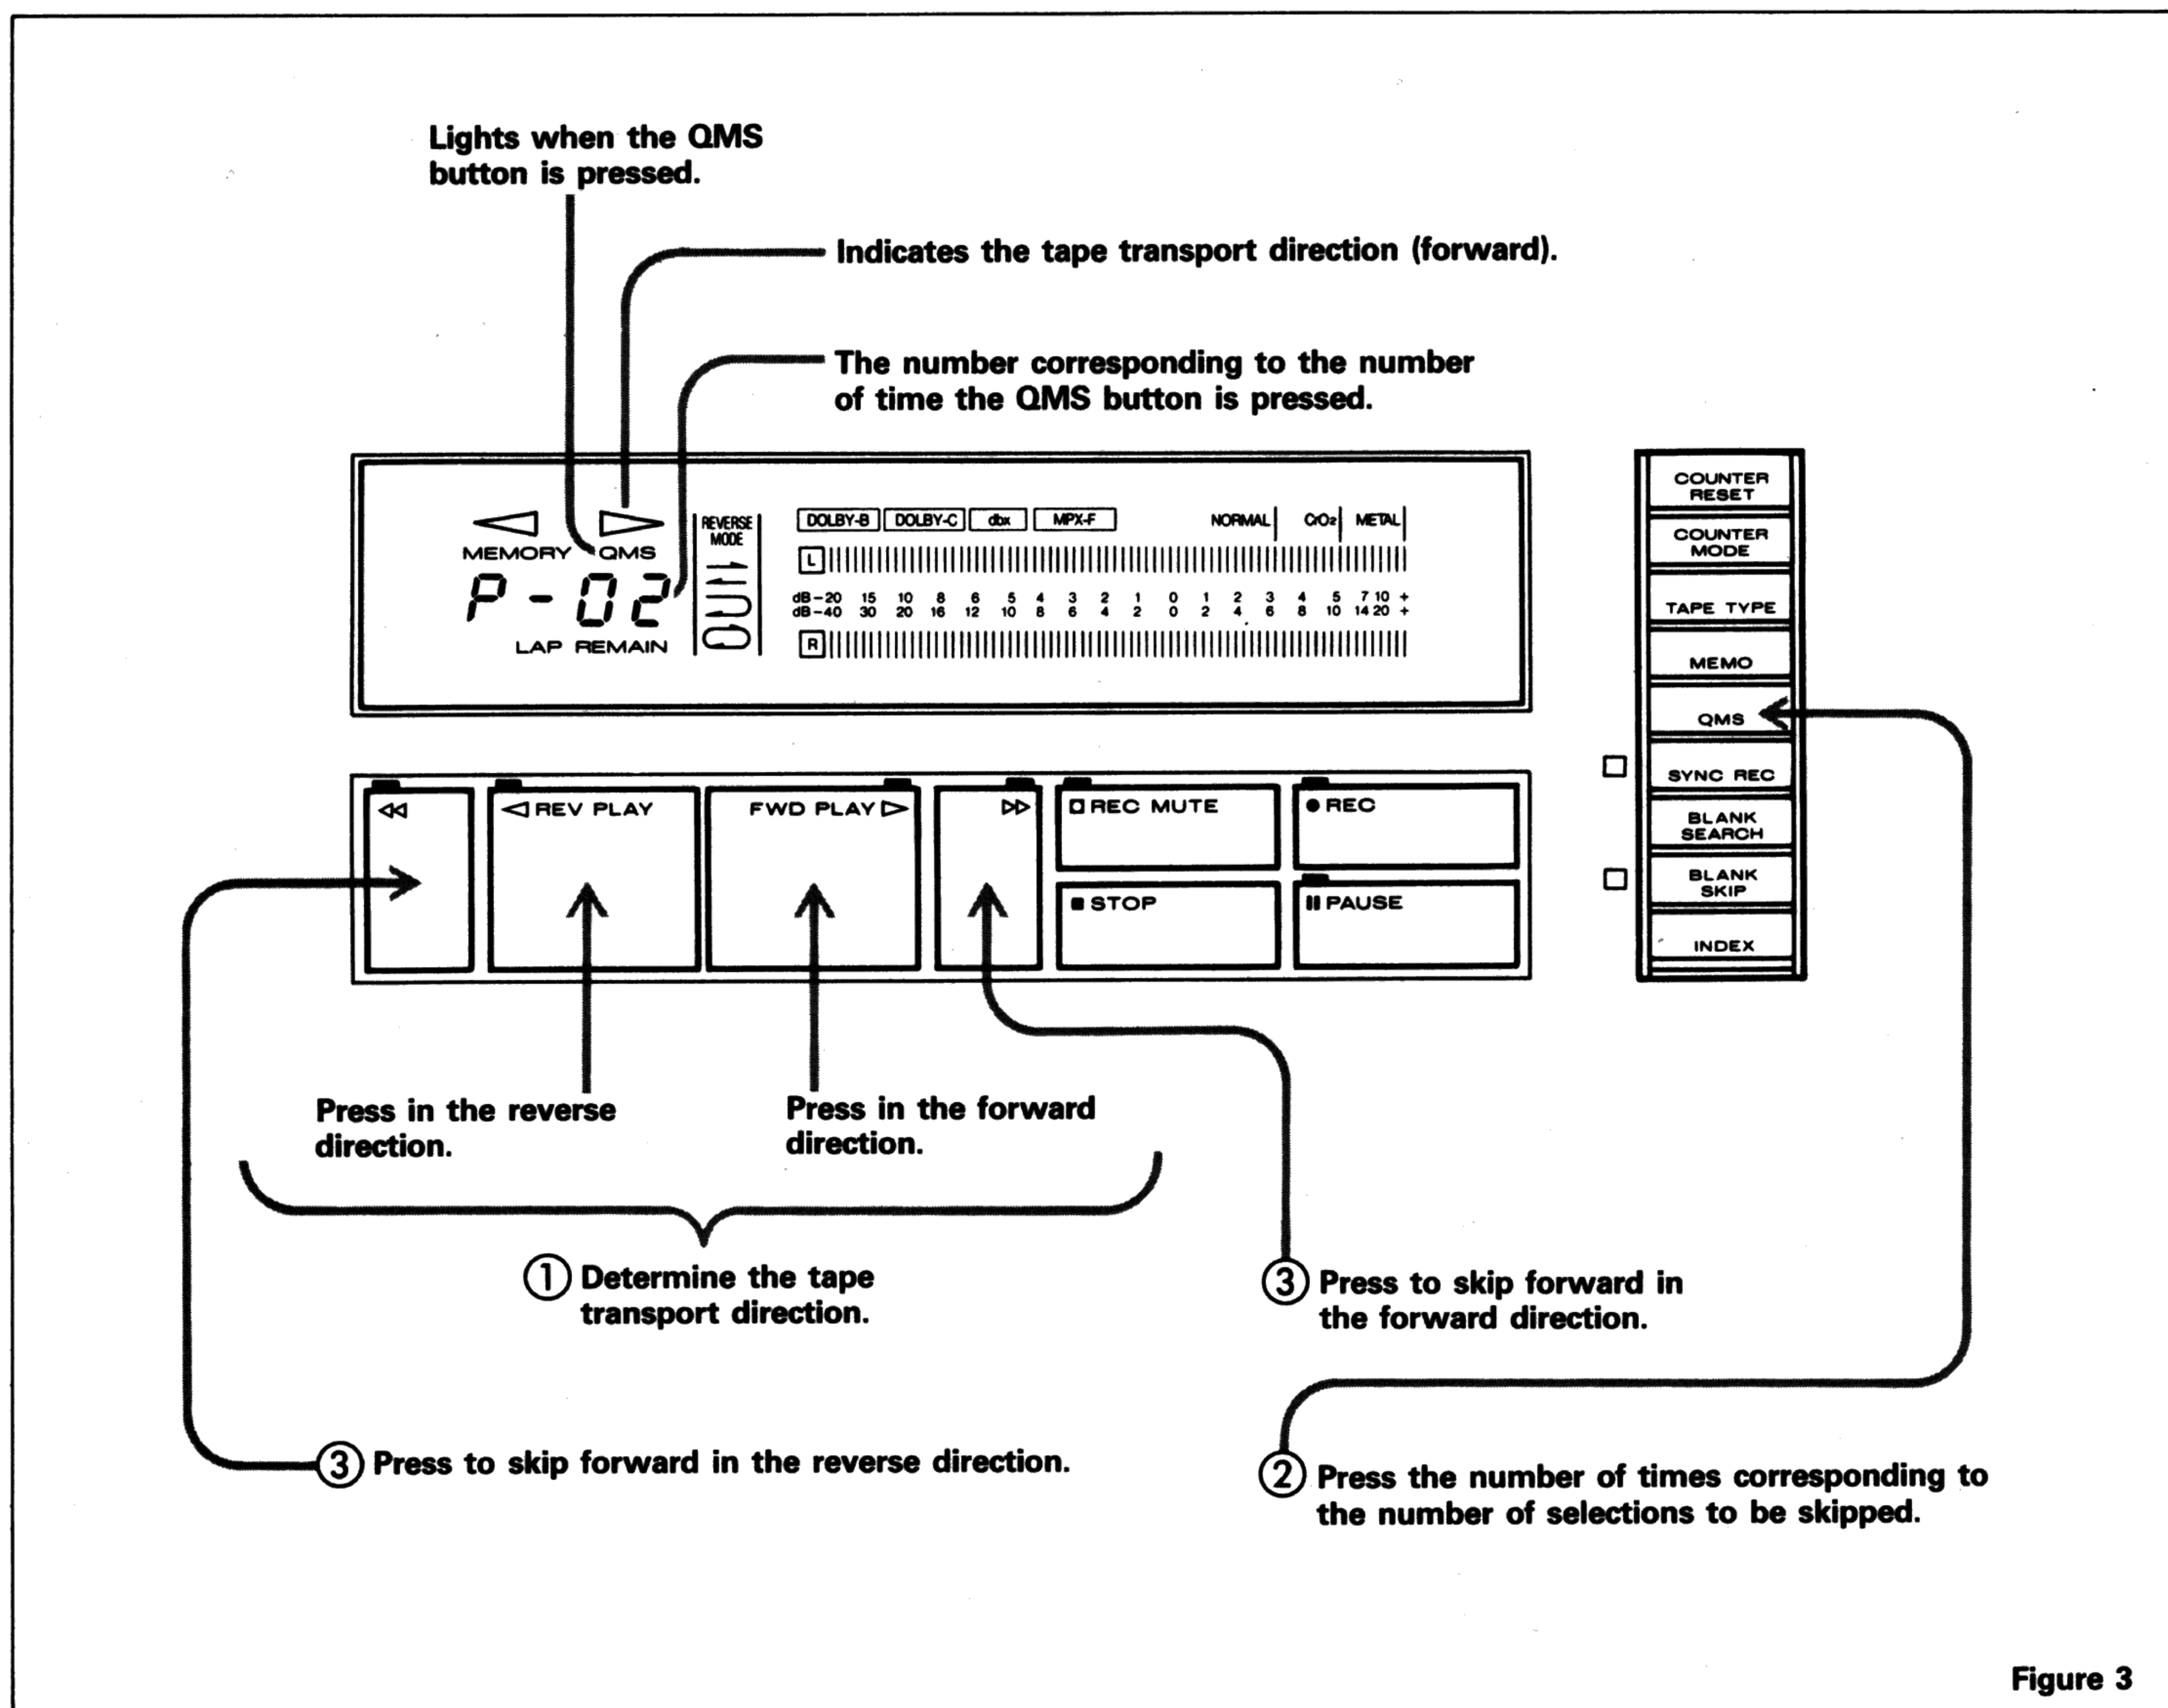 Lights when the QMS
button is pressed.
Indicates the tape transport direction (forward).
The number corresponding to the number
of time the QMS button is pressed.
MEMORY QMS
P-02
LAP REMAIN
REVERSE
MODE
DOLBY-B DOLBY-C dbx MPX-F NORMAL CrO2 METAL
L
dB-20 15 10 8 6 5 4 3 2 1 0 1 2 3 4 5 7 10 +
dB-40 30 20 16 12 10 8 6 4 2 0 2 4 6 8 10 14 20 +
R
COUNTER
RESET
COUNTER
MODE
TAPE TYPE
MEMO
QMS
SYNC REC
BLANK
SEARCH
BLANK
SKIP
INDEX
REV PLAY
FWD PLAY
REC MUTE
REC
STOP
PAUSE
Press in the reverse
direction.
Press in the forward
direction.
① Determine the tape
transport direction.
③ Press to skip forward in
the forward direction.
③ Press to skip forward in the reverse direction.
② Press the number of times corresponding to
the number of selections to be skipped.
Figure 3